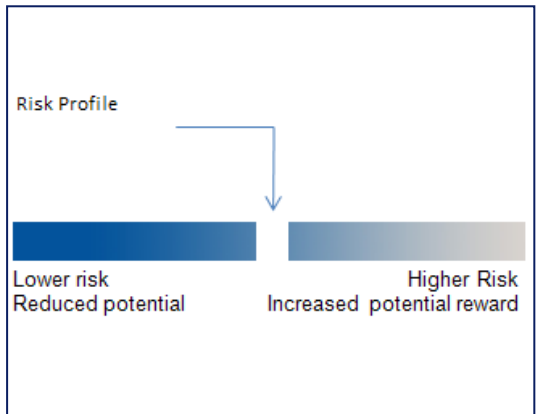 Risk Profile
Lower risk
Reduced potential
Higher Risk
Increased potential reward